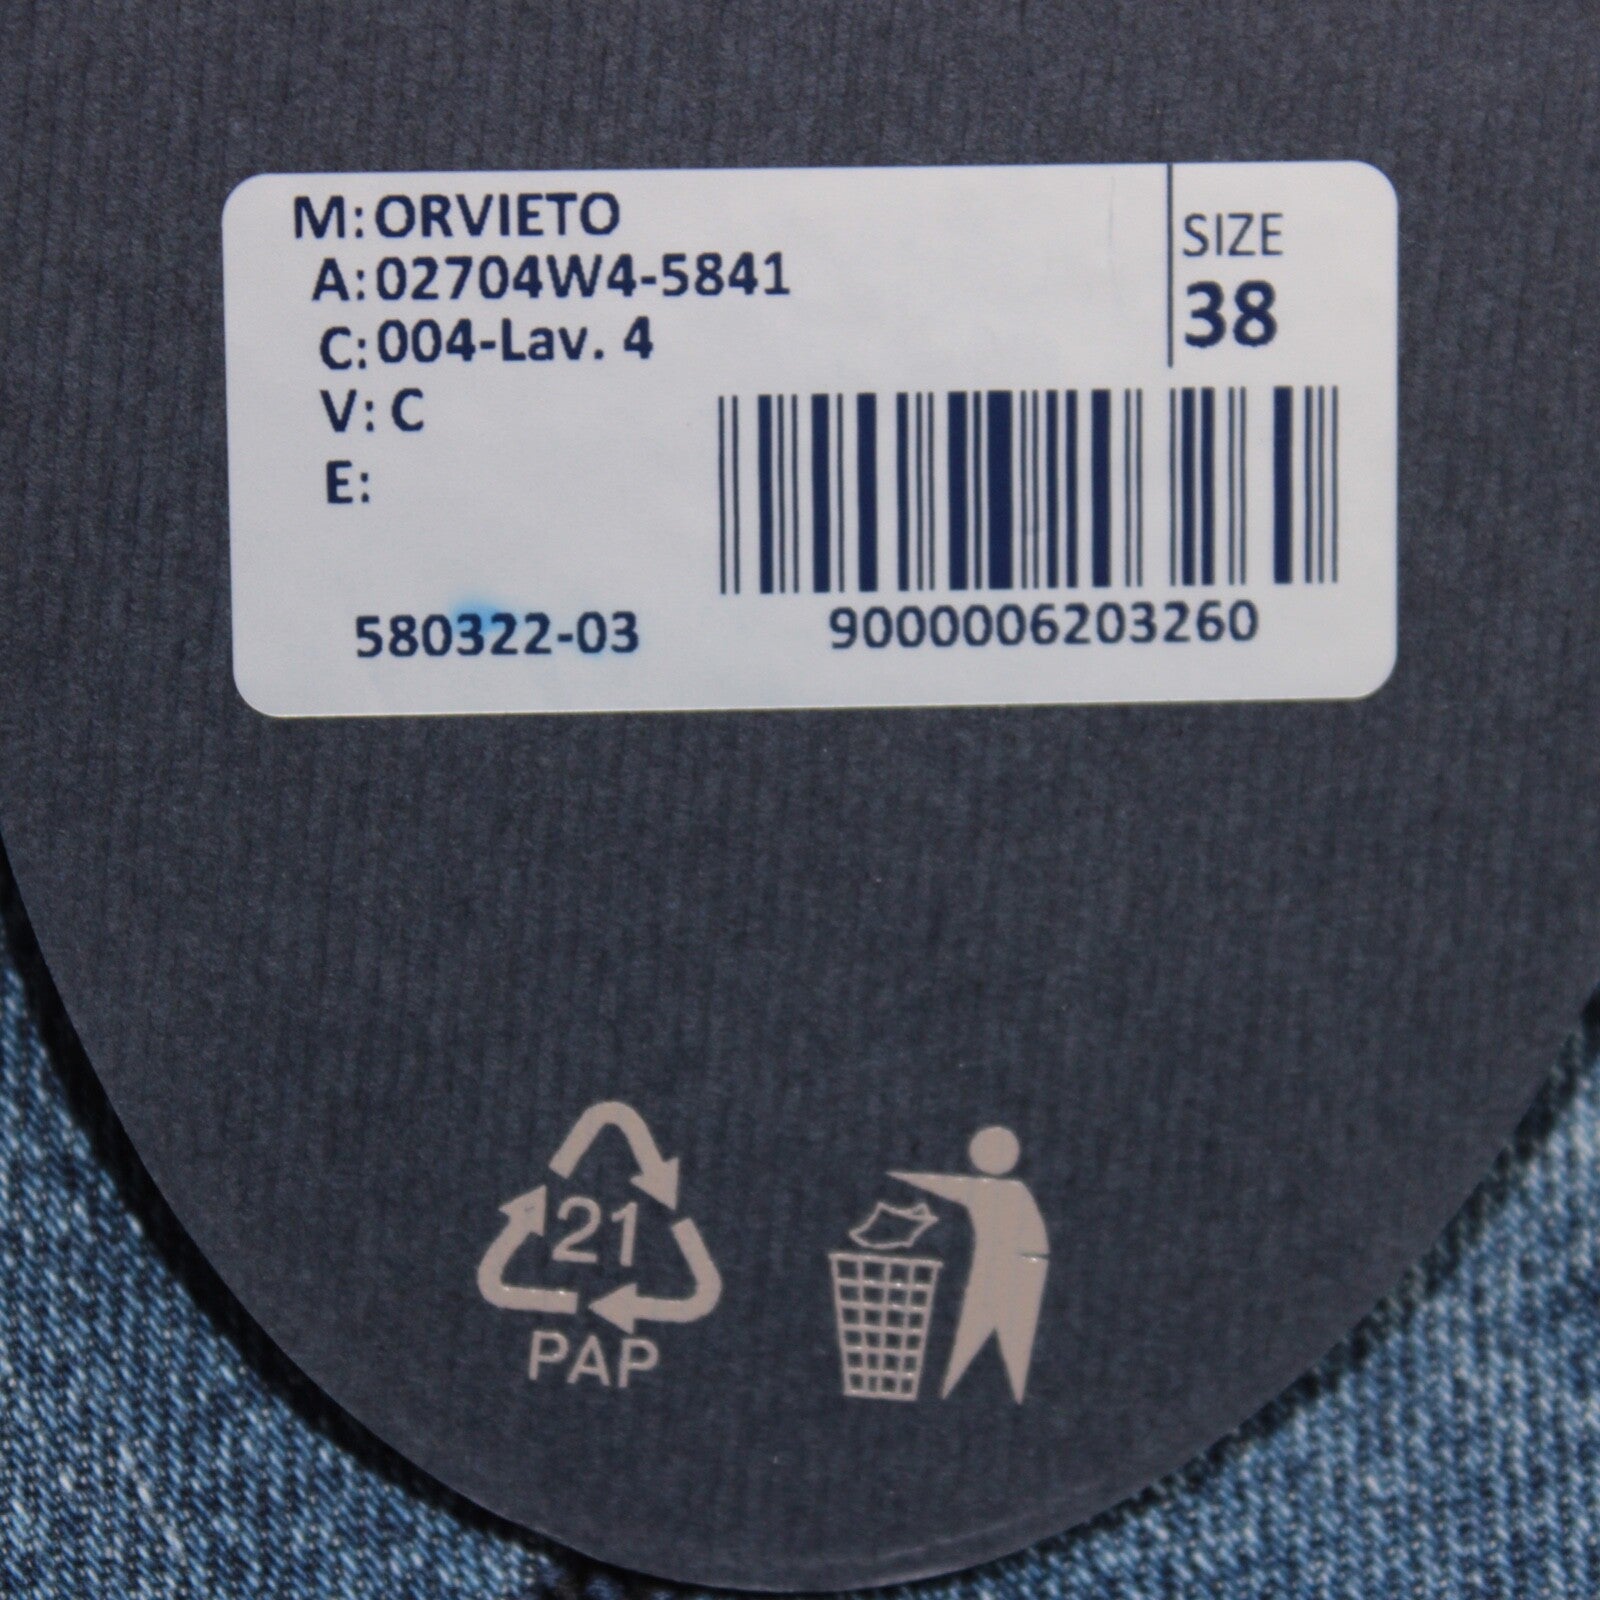 M: ORVIETO
A: 02704W4-5841
C: 004-Lav. 4
V: C
E:
SIZE
38
580322-03
9000006203260
21
PAP